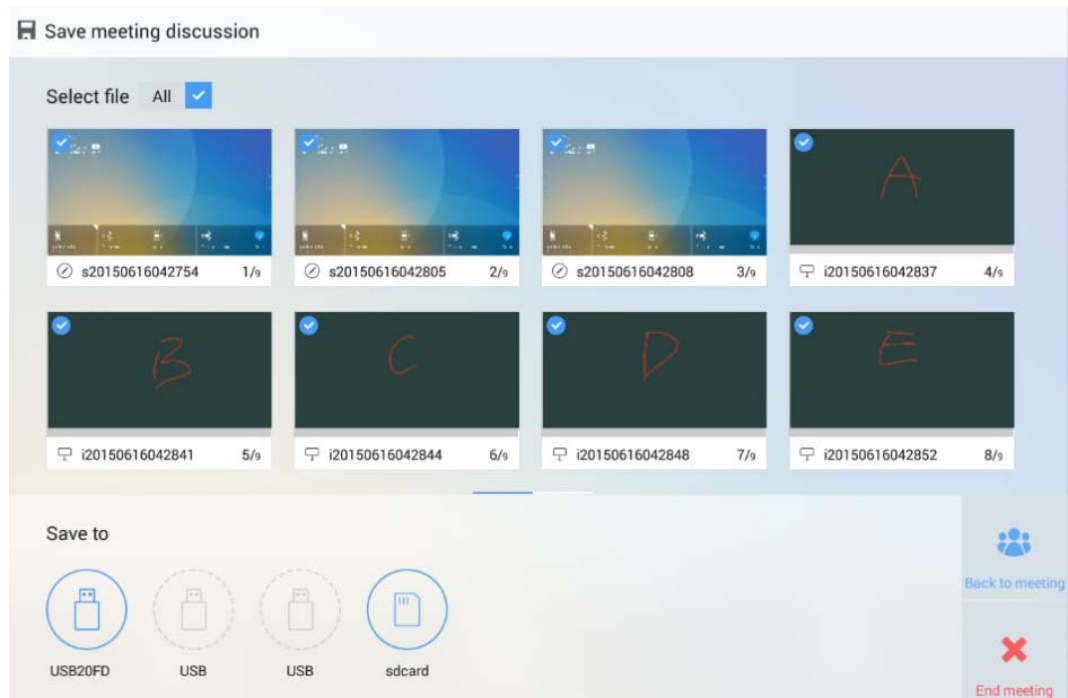 Save meeting discussion
Select file All
s20150616042754 1/9
s20150616042805 2/9
s20150616042808 3/9
A
i20150616042837 4/9
B
i20150616042841 5/9
C
i20150616042844 6/9
D
i20150616042848 7/9
E
i20150616042852 8/9
Save to
USB20FD
USB
USB
sdcard
Back to meeting
End meeting